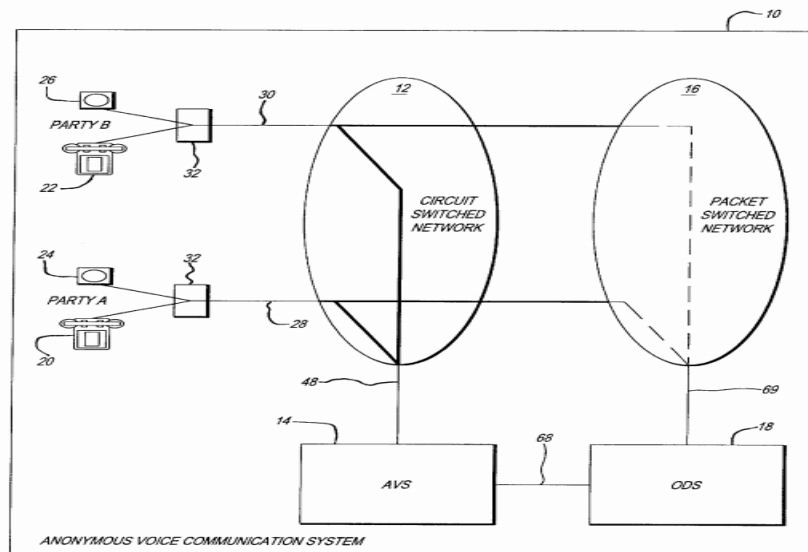 10
26
PARTY B
22
32
30
12
CIRCUIT
SWITCHED
NETWORK
16
PACKET
SWITCHED
NETWORK
24
PARTY A
20
32
28
48
69
14
AVS
68
18
ODS
ANONYMOUS VOICE COMMUNICATION SYSTEM